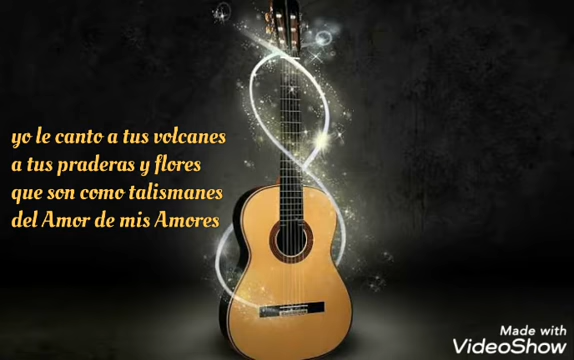 yo le canto a tus volcanes
a tus praderas y flores
que son como talismanes
del Amor de mis Amores
Made with
VideoShow